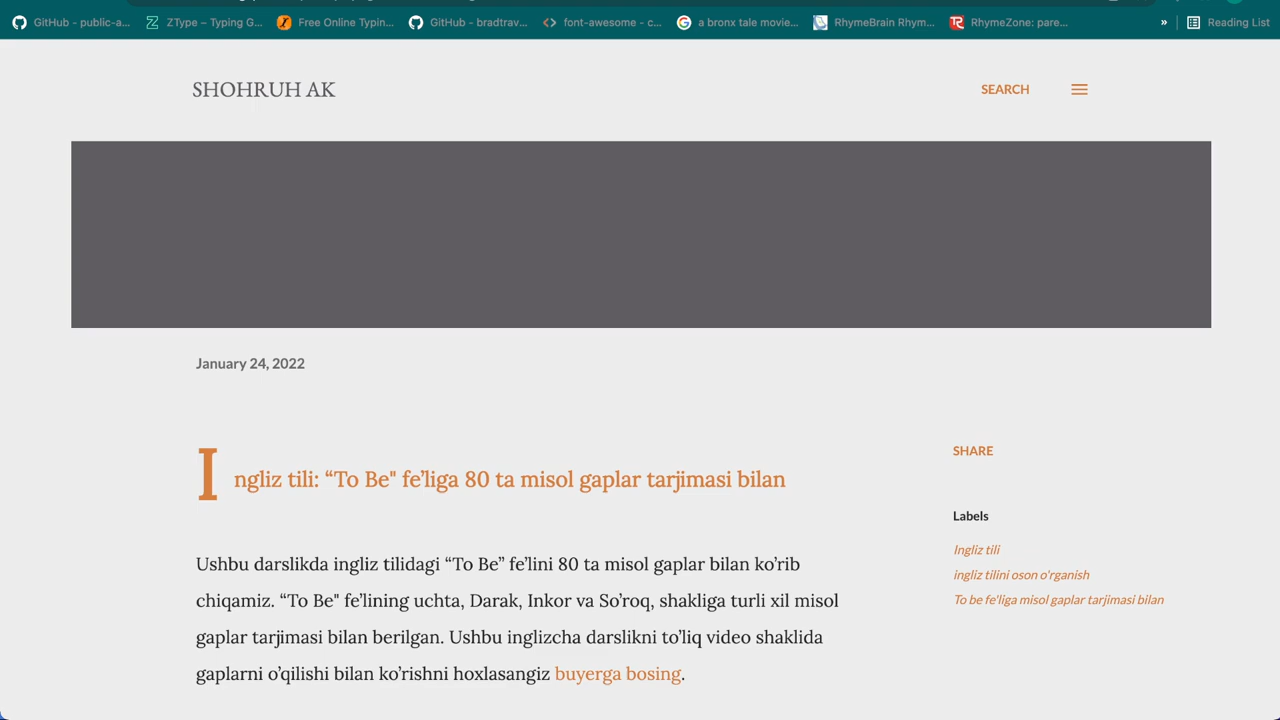 GitHub - public-a...
ZType – Typing G...
Free Online Typin...
GitHub - bradtrav...
font-awesome - c...
a bronx tale movie...
RhymeBrain Rhym...
RhymeZone: pare...
»
Reading List
SHOHRUH AK
SEARCH
January 24, 2022
Ingliz tili: “To Be" fe’liga 80 ta misol gaplar tarjimasi bilan
Ushbu darslikda ingliz tilidagi “To Be” fe’lini 80 ta misol gaplar bilan ko’rib
chiqamiz. “To Be" fe’lining uchta, Darak, Inkor va So’roq, shakliga turli xil misol
gaplar tarjimasi bilan berilgan. Ushbu inglizcha darslikni to’liq video shaklida
gaplarni o’qilishi bilan ko’rishni hoxlasangiz buyerga bosing.
SHARE
Labels
Ingliz tili
ingliz tilini oson o'rganish
To be fe'liga misol gaplar tarjimasi bilan